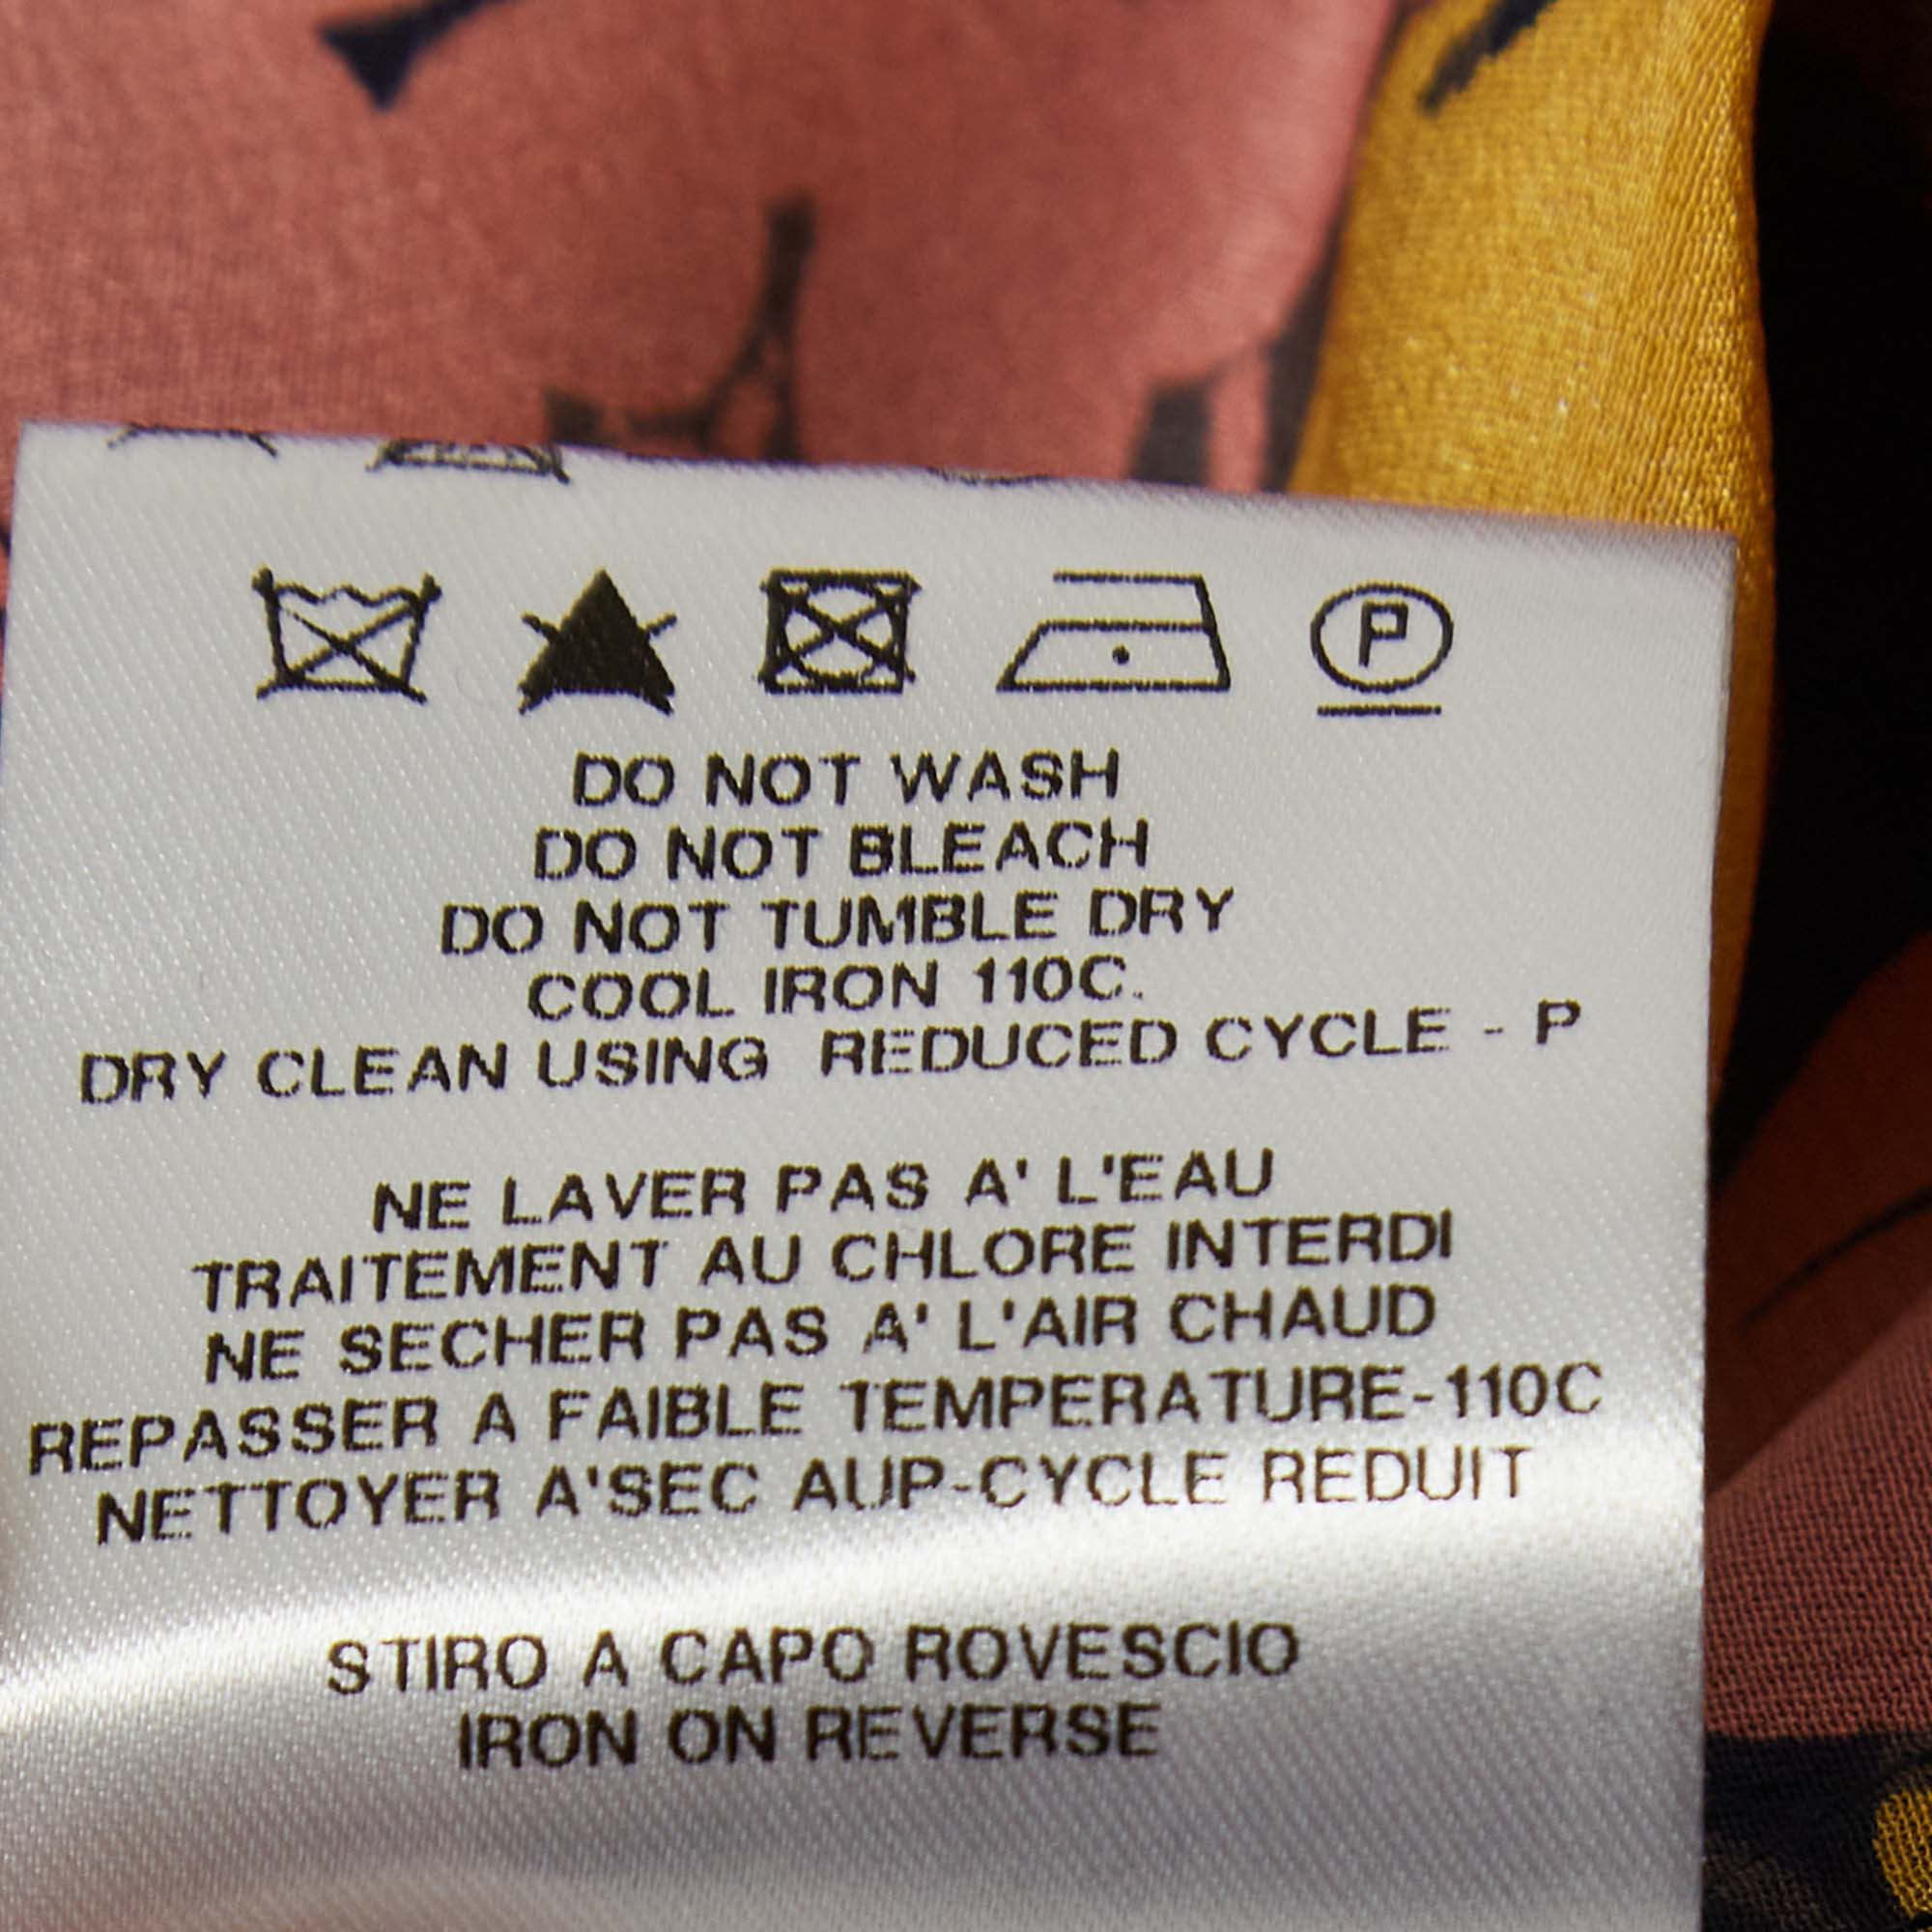 P
DO NOT WASH
DO NOT BLEACH
DO NOT TUMBLE DRY
COOL IRON 110C.
DRY CLEAN USING REDUCED CYCLE - P
NE LAVER PAS A' L'EAU
TRAITEMENT AU CHLORE INTERDI
NE SECHER PAS A' L'AIR CHAUD
REPASSER A FAIBLE TEMPERATURE-110C
NETTOYER A'SEC AUP-CYCLE REDUIT
STIRO A CAPO ROVESCIO
IRON ON REVERSE